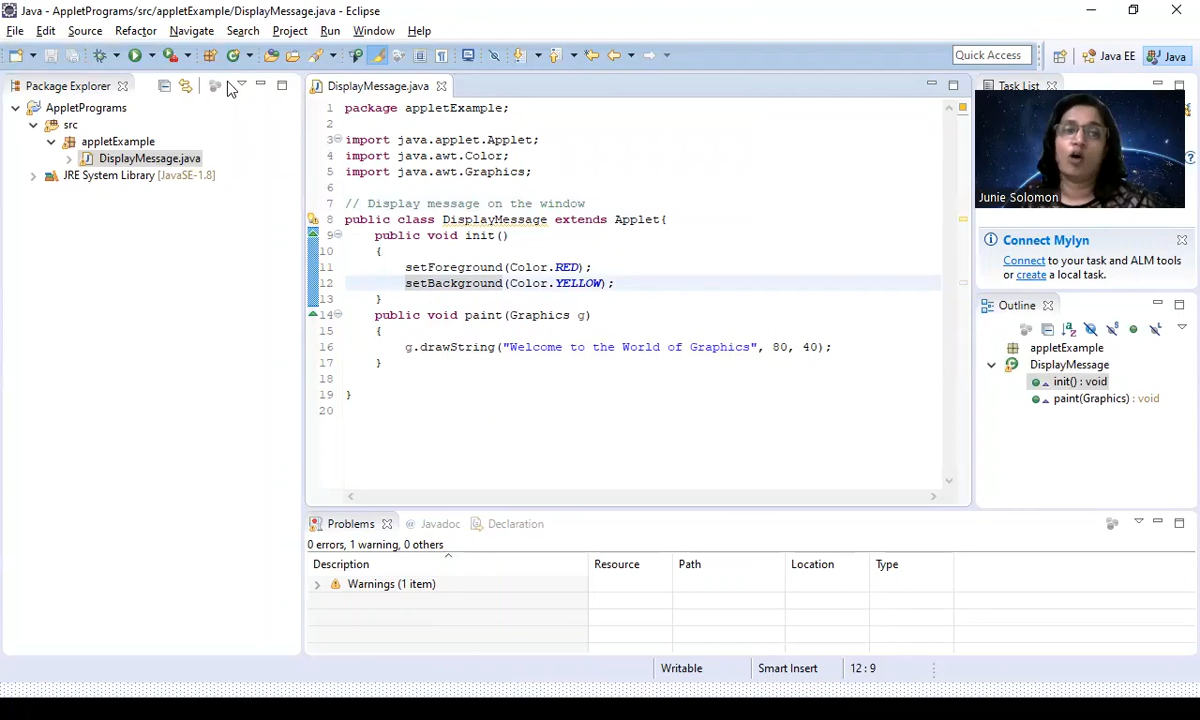 Java - AppletPrograms/src/appletExample/DisplayMessage.java - Eclipse
File Edit Source Refactor Navigate Search Project Run Window Help
Quick Access Java EE Java
Package Explorer
AppletPrograms
src
appletExample
DisplayMessage.java
JRE System Library [JavaSE-1.8]
DisplayMessage.java
1 package appletExample;
2
3 import java.applet.Applet;
4 import java.awt.Color;
5 import java.awt.Graphics;
6
7 // Display message on the window
8 public class DisplayMessage extends Applet{
9 public void init()
10 {
11 setForeground(Color.RED);
12 setBackground(Color.YELLOW);
13 }
14 public void paint(Graphics g)
15 {
16 g.drawString("Welcome to the World of Graphics", 80, 40);
17 }
18
19 }
20
Task List
Junie Solomon
Connect Mylyn
Connect to your task and ALM tools
or create a local task.
Outline
appletExample
DisplayMessage
init() : void
paint(Graphics) : void
Problems @ Javadoc Declaration
0 errors, 1 warning, 0 others
Description Resource Path Location Type
Warnings (1 item)
Writable Smart Insert 12 : 9